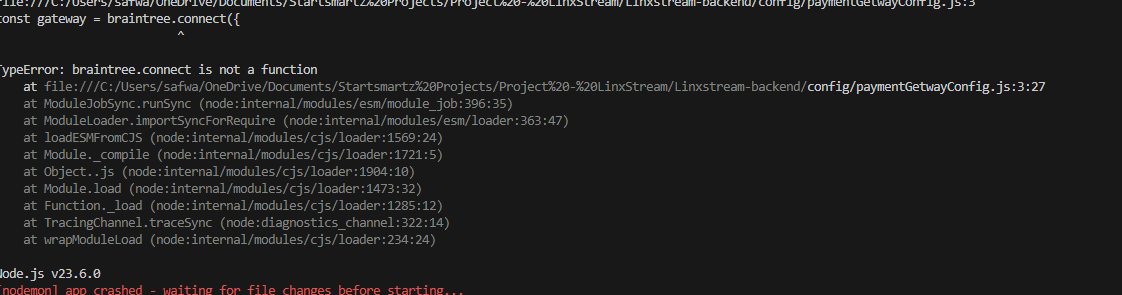 file:///C:/Users/safwa/OneDrive/Documents/Startsmartz%20Projects/Project%20-%20LinxStream/Linxstream-backend/config/paymentGetwayConfig.js:3
const gateway = braintree.connect({
^
TypeError: braintree.connect is not a function
at file:///C:/Users/safwa/OneDrive/Documents/Startsmartz%20Projects/Project%20-%20LinxStream/Linxstream-backend/config/paymentGetwayConfig.js:3:27
at ModuleJobSync.runSync (node:internal/modules/esm/module_job:396:35)
at ModuleLoader.importSyncForRequire (node:internal/modules/esm/loader:363:47)
at loadESMFromCJS (node:internal/modules/cjs/loader:1569:24)
at Module._compile (node:internal/modules/cjs/loader:1721:5)
at Object..js (node:internal/modules/cjs/loader:1904:10)
at Module.load (node:internal/modules/cjs/loader:1473:32)
at Function._load (node:internal/modules/cjs/loader:1285:12)
at TracingChannel.traceSync (node:diagnostics_channel:322:14)
at wrapModuleLoad (node:internal/modules/cjs/loader:234:24)
Node.js v23.6.0
[nodemon] app crashed - waiting for file changes before starting...